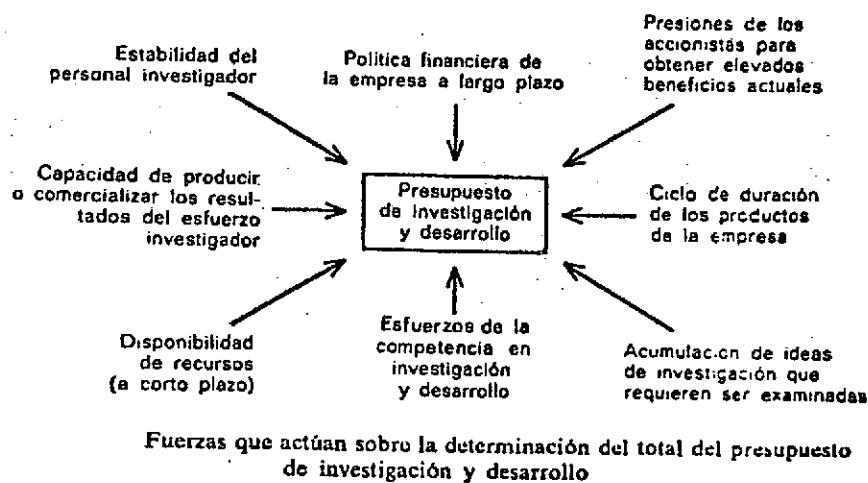 Estabilidad del
personal investigador
Política financiera de
la empresa a largo plazo
Presiones de los
accionistas para
obtener elevados
beneficios actuales
Capacidad de producir
o comercializar los resul-
tados del esfuerzo
investigador
Presupuesto
de investigación
y desarrollo
Ciclo de duración
de los productos
de la empresa
Disponibilidad
de recursos
(a corto plazo)
Esfuerzos de la
competencia en
investigación
y desarrollo
Acumulación de ideas
de investigación que
requieren ser examinadas
Fuerzas que actúan sobre la determinación del total del presupuesto
de investigación y desarrollo